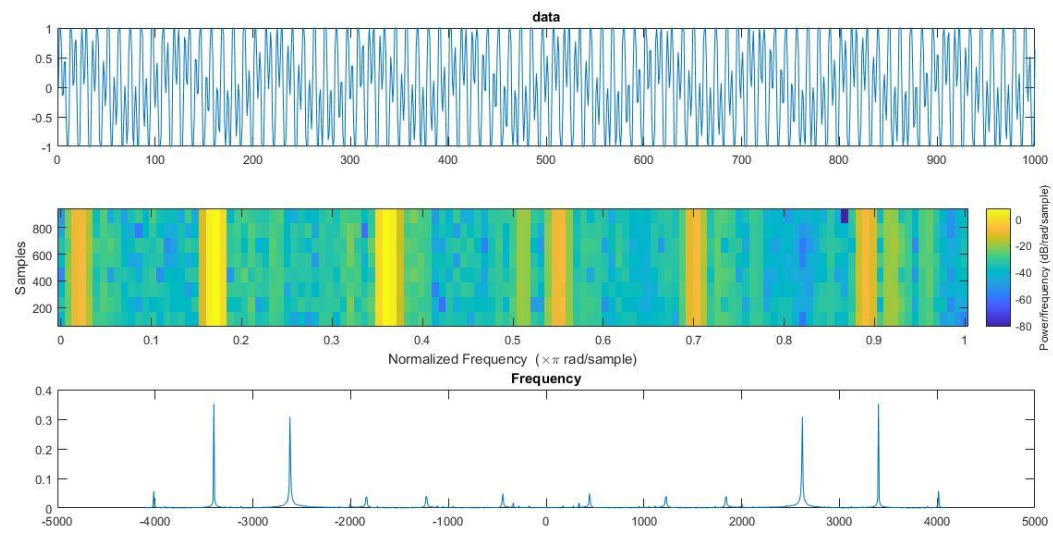 data
1
0.5
0
-0.5
-1
0 100 200 300 400 500 600 700 800 900 1000
Samples
800
600
400
200
0 0.1 0.2 0.3 0.4 0.5 0.6 0.7 0.8 0.9 1
Normalized Frequency (×π rad/sample)
0
-20
-40
-60
-80
Power/frequency (dB/rad/sample)
Frequency
0.4
0.3
0.2
0.1
0
-5000 -4000 -3000 -2000 -1000 0 1000 2000 3000 4000 5000